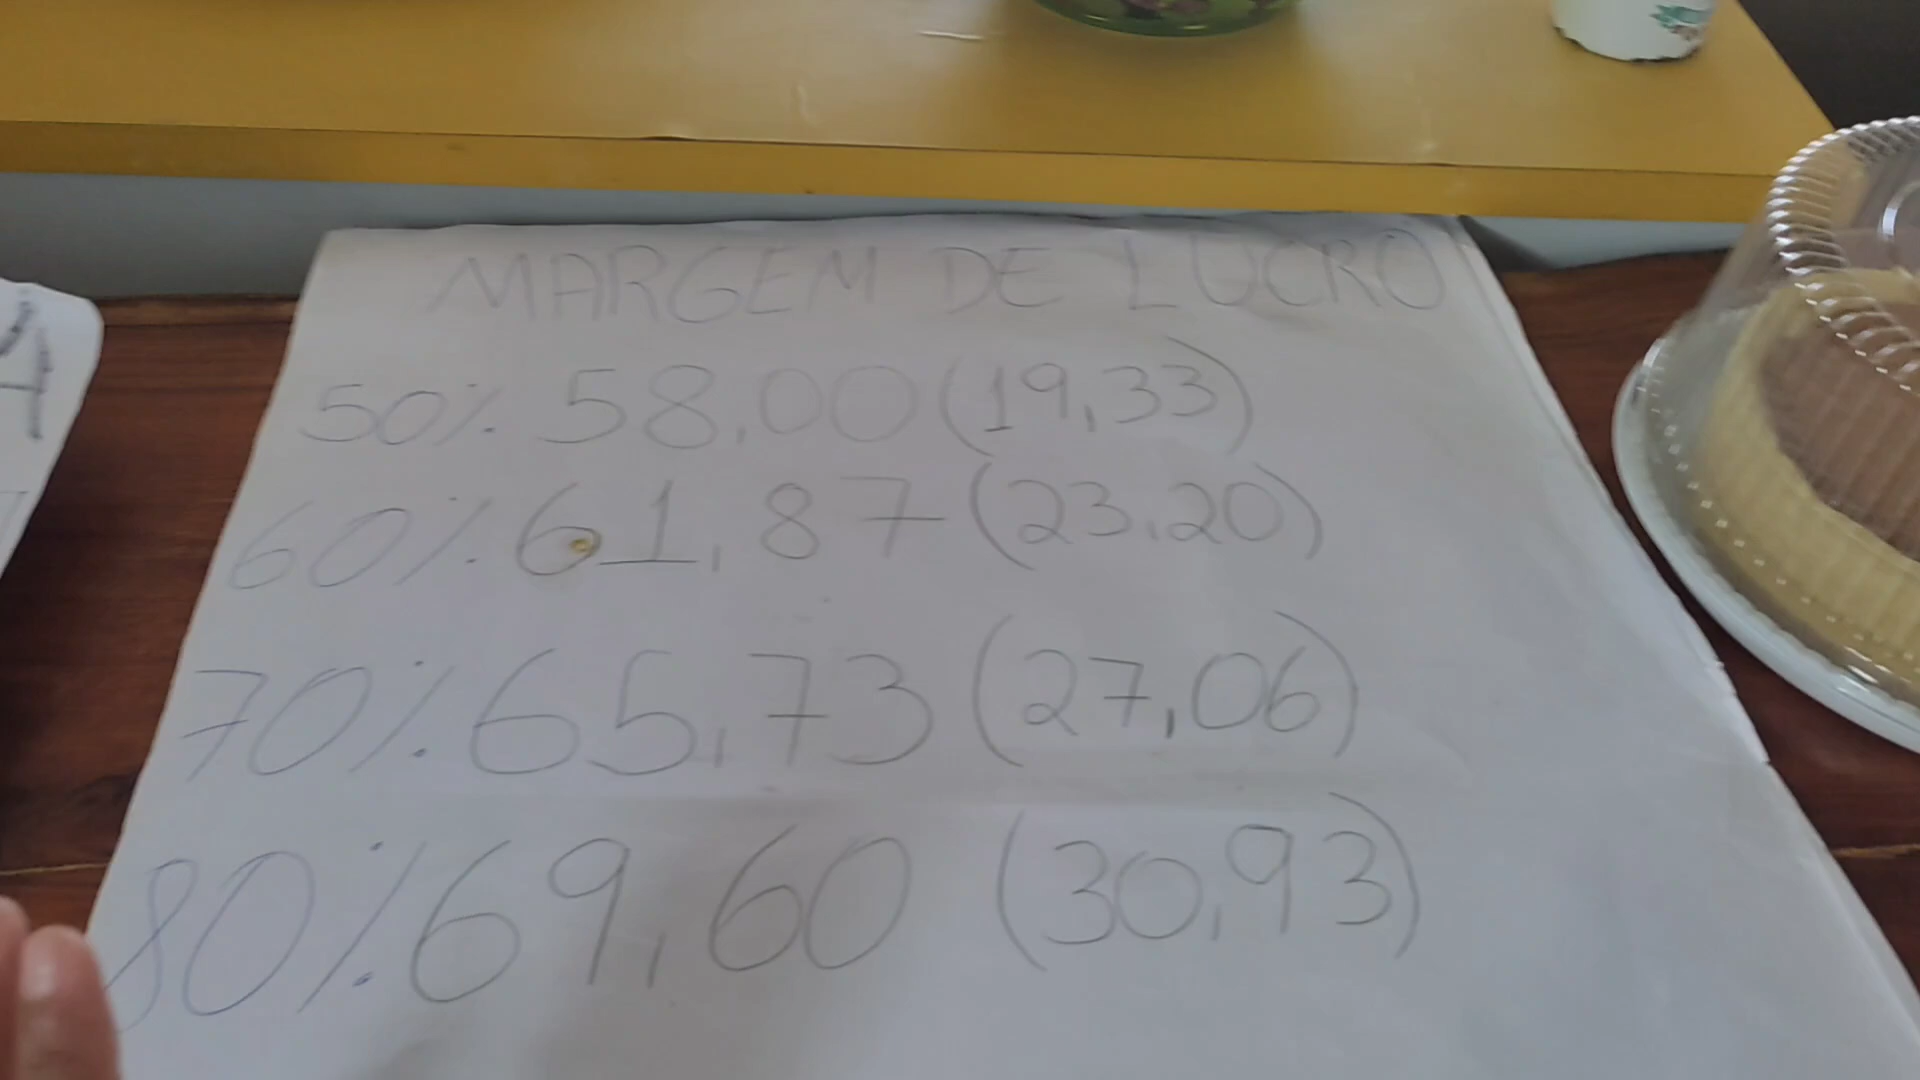 MARGEM DE LUCRO
50% 58,00 (19,33)
60% 61,87 (23,20)
70% 65,73 (27,06)
80% 69,60 (30,93)